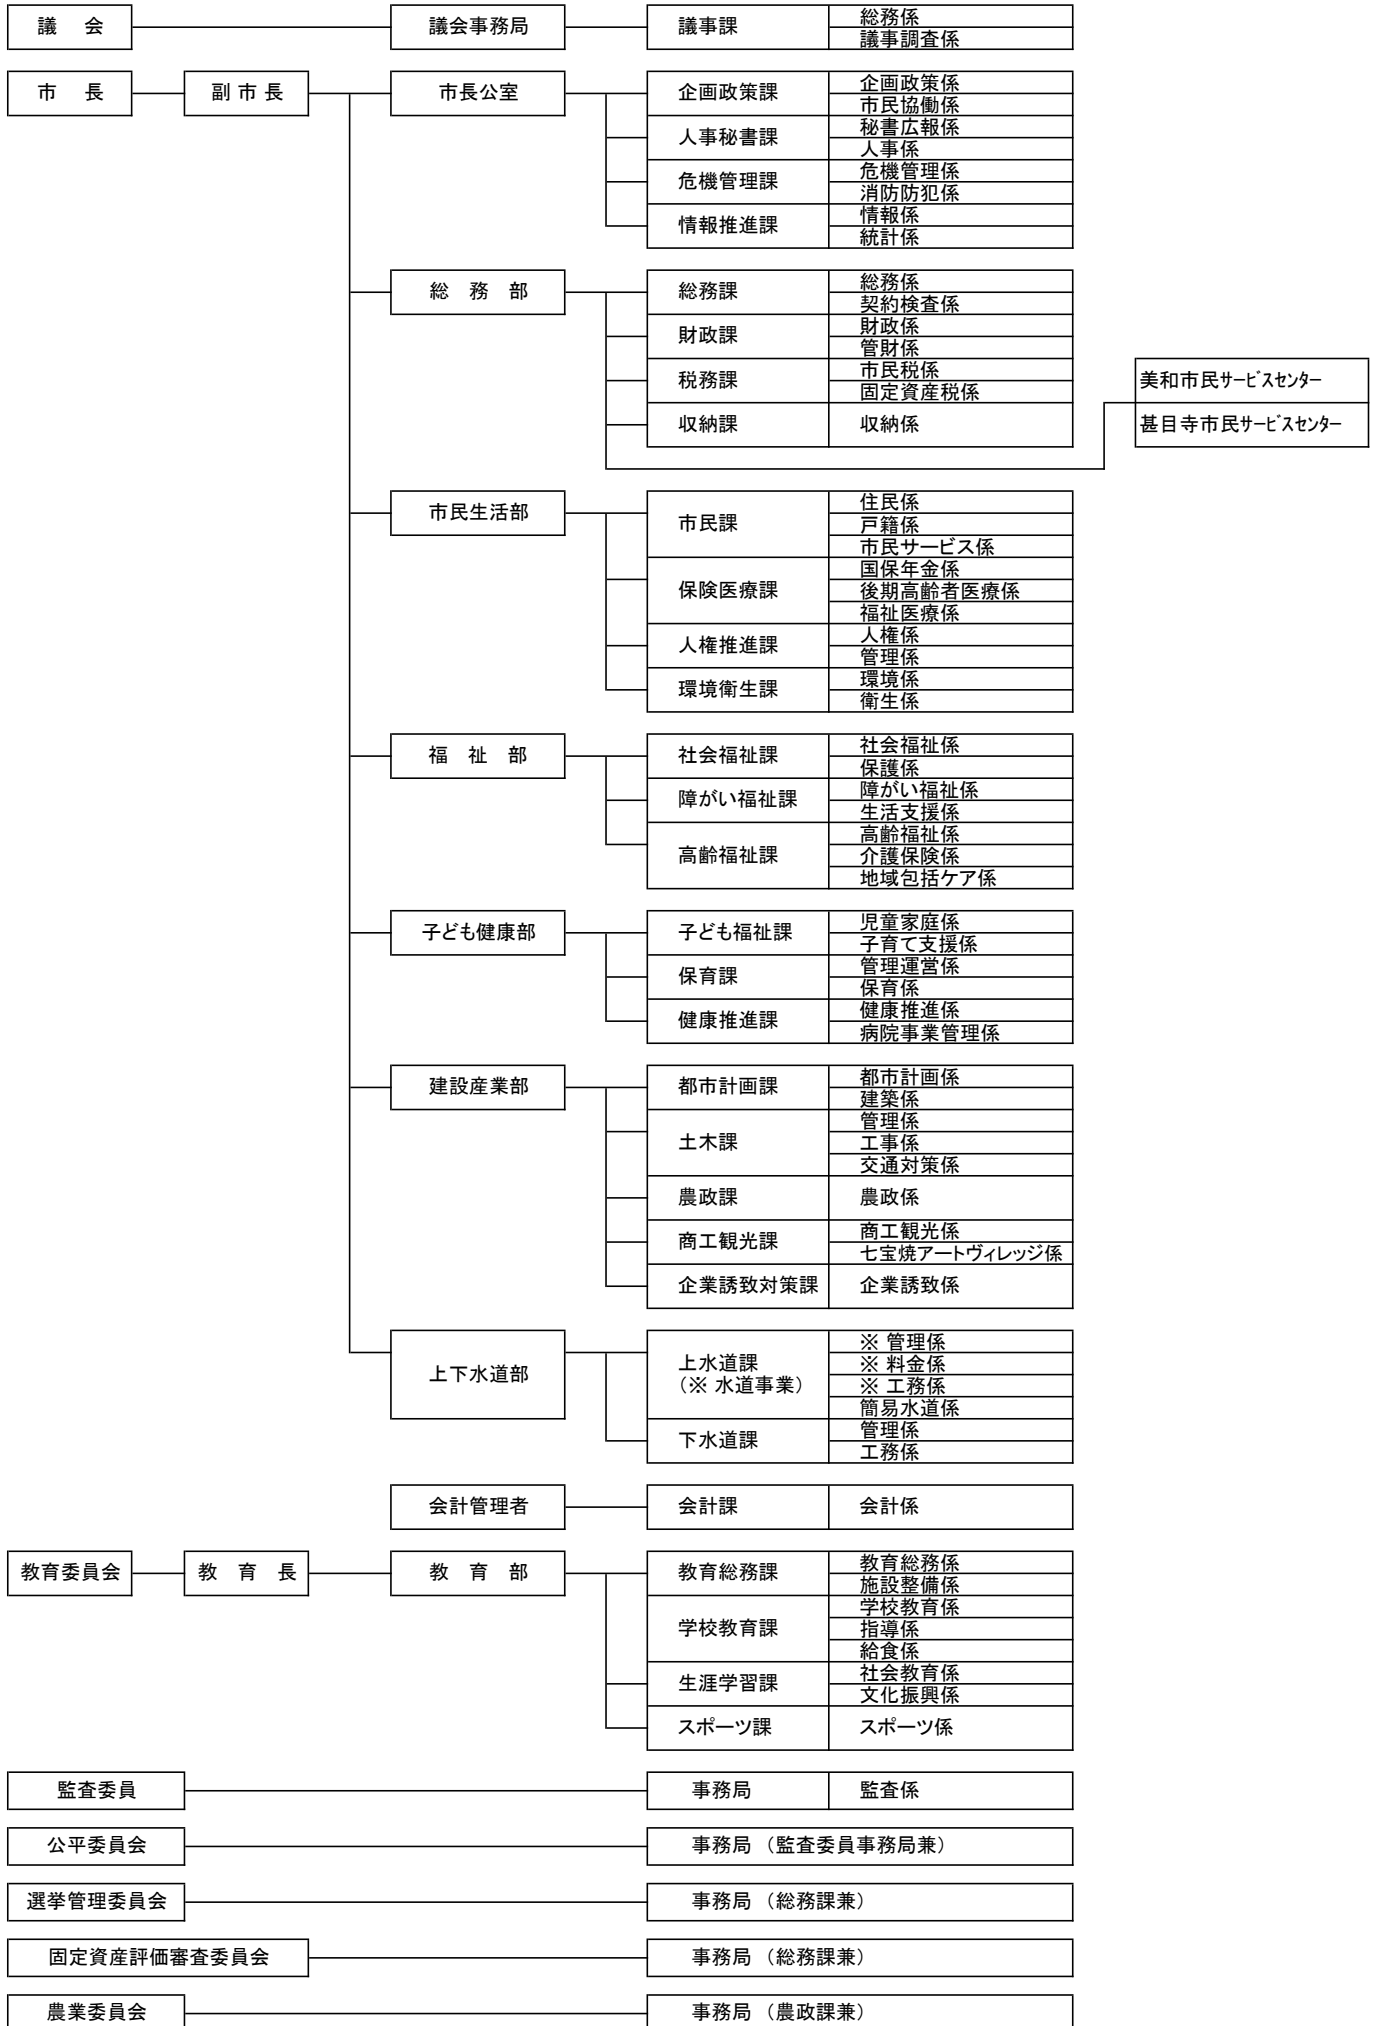 議　会　議会事務局　議事課　総務係
議事調査係
市　長　副 市 長　市長公室　企画政策課　企画政策係
市民協働係
人事秘書課　秘書広報係
人事係
危機管理課　危機管理係
消防防犯係
情報推進課　情報係
統計係
総　務　部　総務課　総務係
契約検査係
財政課　財政係
管財係
税務課　市民税係
固定資産税係
収納課　収納係
美和市民サービスセンター
甚目寺市民サービスセンター
市民生活部　市民課　住民係
戸籍係
市民サービス係
保険医療課　国保年金係
後期高齢者医療係
福祉医療係
人権推進課　人権係
管理係
環境衛生課　環境係
衛生係
福　祉　部　社会福祉課　社会福祉係
保護係
障がい福祉課　障がい福祉係
生活支援係
高齢福祉課　高齢福祉係
介護保険係
地域包括ケア係
子ども健康部　子ども福祉課　児童家庭係
子育て支援係
保育課　管理運営係
保育係
健康推進課　健康推進係
病院事業管理係
建設産業部　都市計画課　都市計画係
建築係
土木課　管理係
工事係
交通対策係
農政課　農政係
商工観光課　商工観光係
七宝焼アートヴィレッジ係
企業誘致対策課　企業誘致係
上下水道部　上水道課
（※ 水道事業）
※ 管理係
※ 料金係
※ 工務係
簡易水道係
下水道課　管理係
工務係
会計管理者　会計課　会計係
教育委員会　教　育　長　教　育　部　教育総務課　教育総務係
施設整備係
学校教育課　学校教育係
指導係
給食係
生涯学習課　社会教育係
文化振興係
スポーツ課　スポーツ係
監査委員　事務局　監査係
公平委員会　事務局 （監査委員事務局兼）
選挙管理委員会　事務局 （総務課兼）
固定資産評価審査委員会　事務局 （総務課兼）
農業委員会　事務局 （農政課兼）